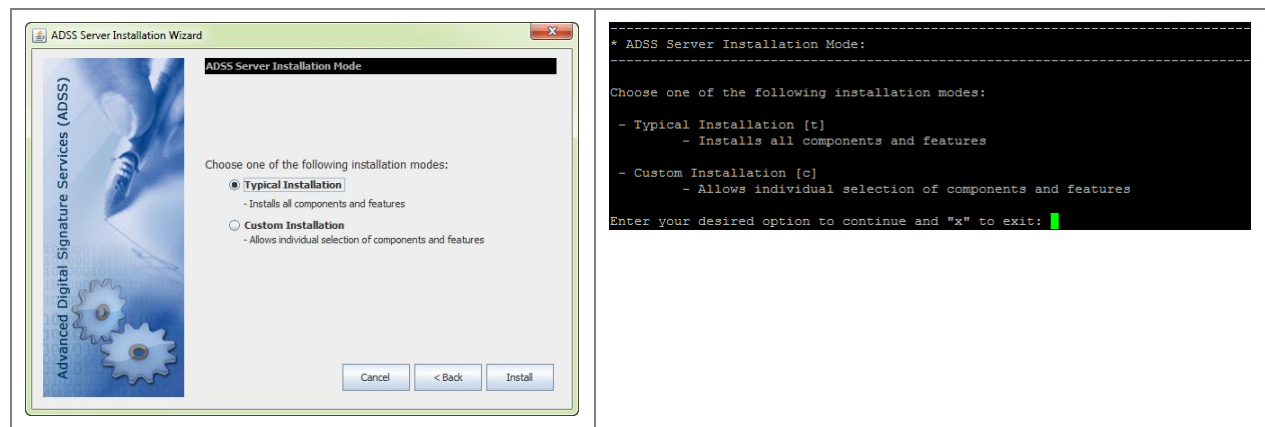 ADSS Server Installation Wizard
ADSS Server Installation Mode
Advanced Digital Signature Services (ADSS)
Choose one of the following installation modes:
Typical Installation
- Installs all components and features
Custom Installation
- Allows individual selection of components and features
Cancel
< Back
Install
* ADSS Server Installation Mode:
Choose one of the following installation modes:
- Typical Installation [t]
- Installs all components and features
- Custom Installation [c]
- Allows individual selection of components and features
Enter your desired option to continue and "x" to exit: